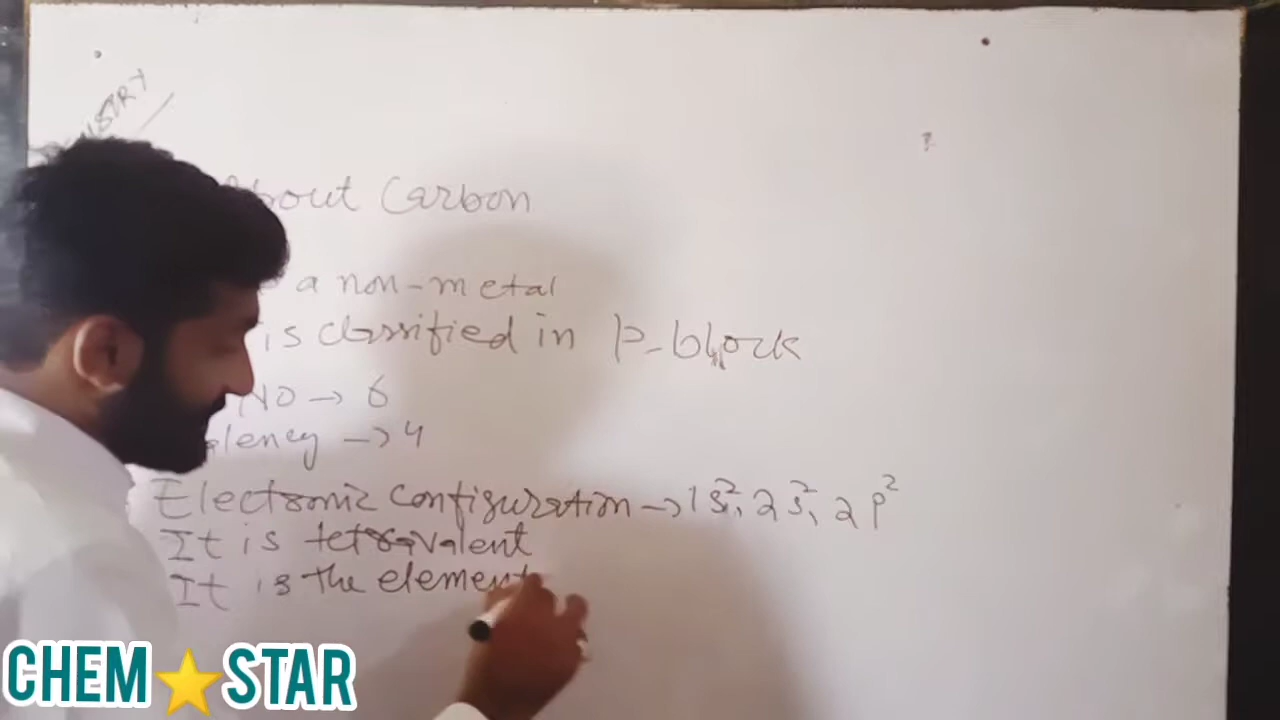 About Carbon
a non-metal
is classified in P-block
No → 6
valency → 4
Electronic configuration → 1s², 2s², 2p²
It is tetravalent
It is the element
CHEM⭐STAR